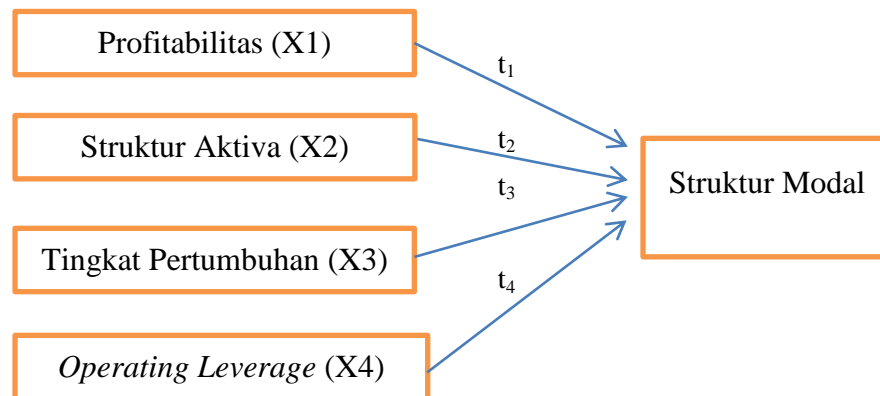 Profitabilitas (X1)
t₁
Struktur Aktiva (X2)
t₂
Struktur Modal
t₃
Tingkat Pertumbuhan (X3)
t₄
Operating Leverage (X4)